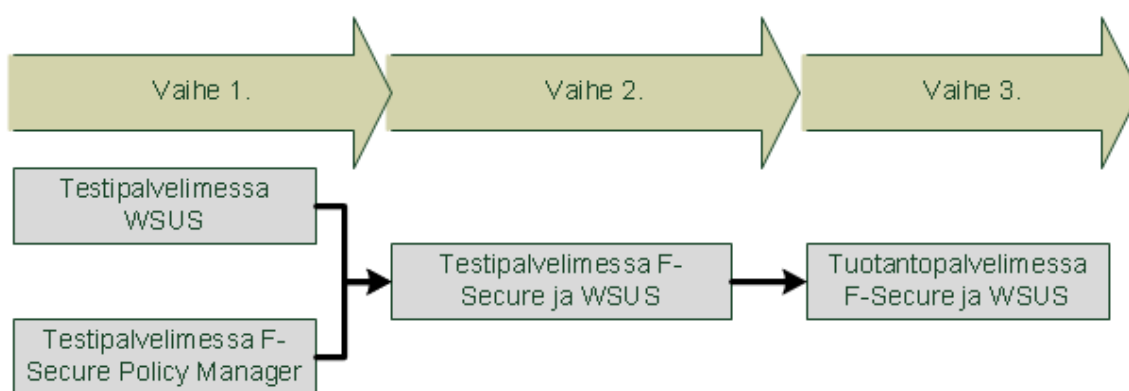 Vaihe 1.
Vaihe 2.
Vaihe 3.
Testipalvelimessa
WSUS
Testipalvelimessa F-
Secure Policy Manager
Testipalvelimessa F-
Secure ja WSUS
Tuotantopalvelimessa
F-Secure ja WSUS